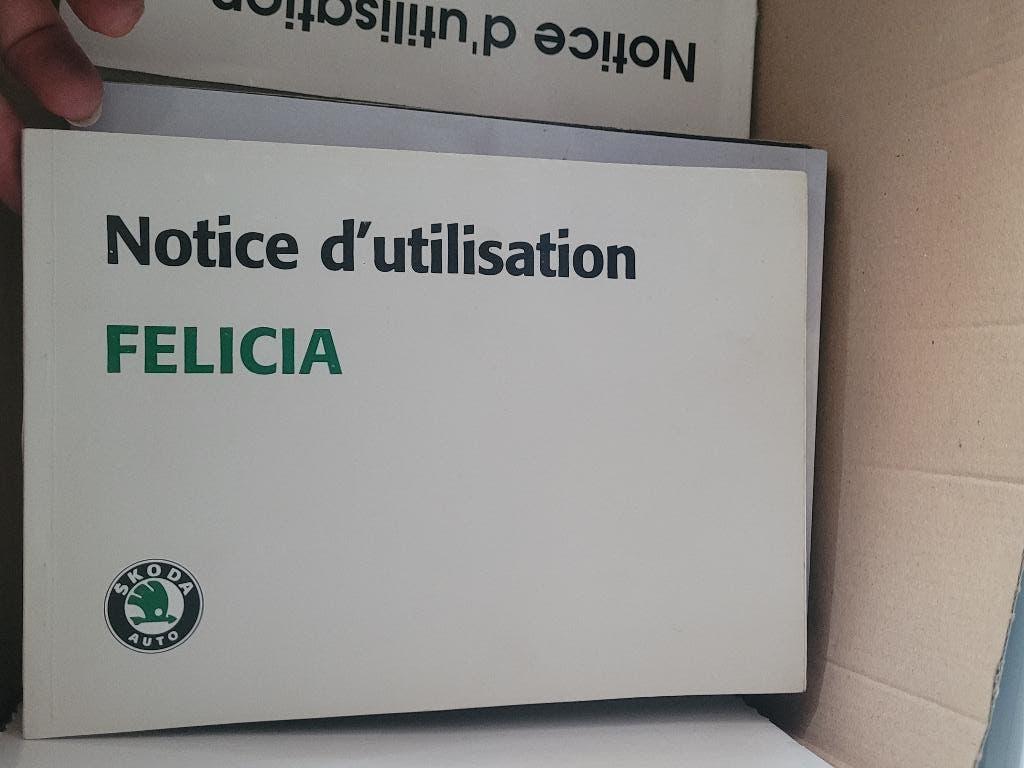 Notice d'utilisation
Notice d'utilisation
FELICIA
ŠKODA
AUTO